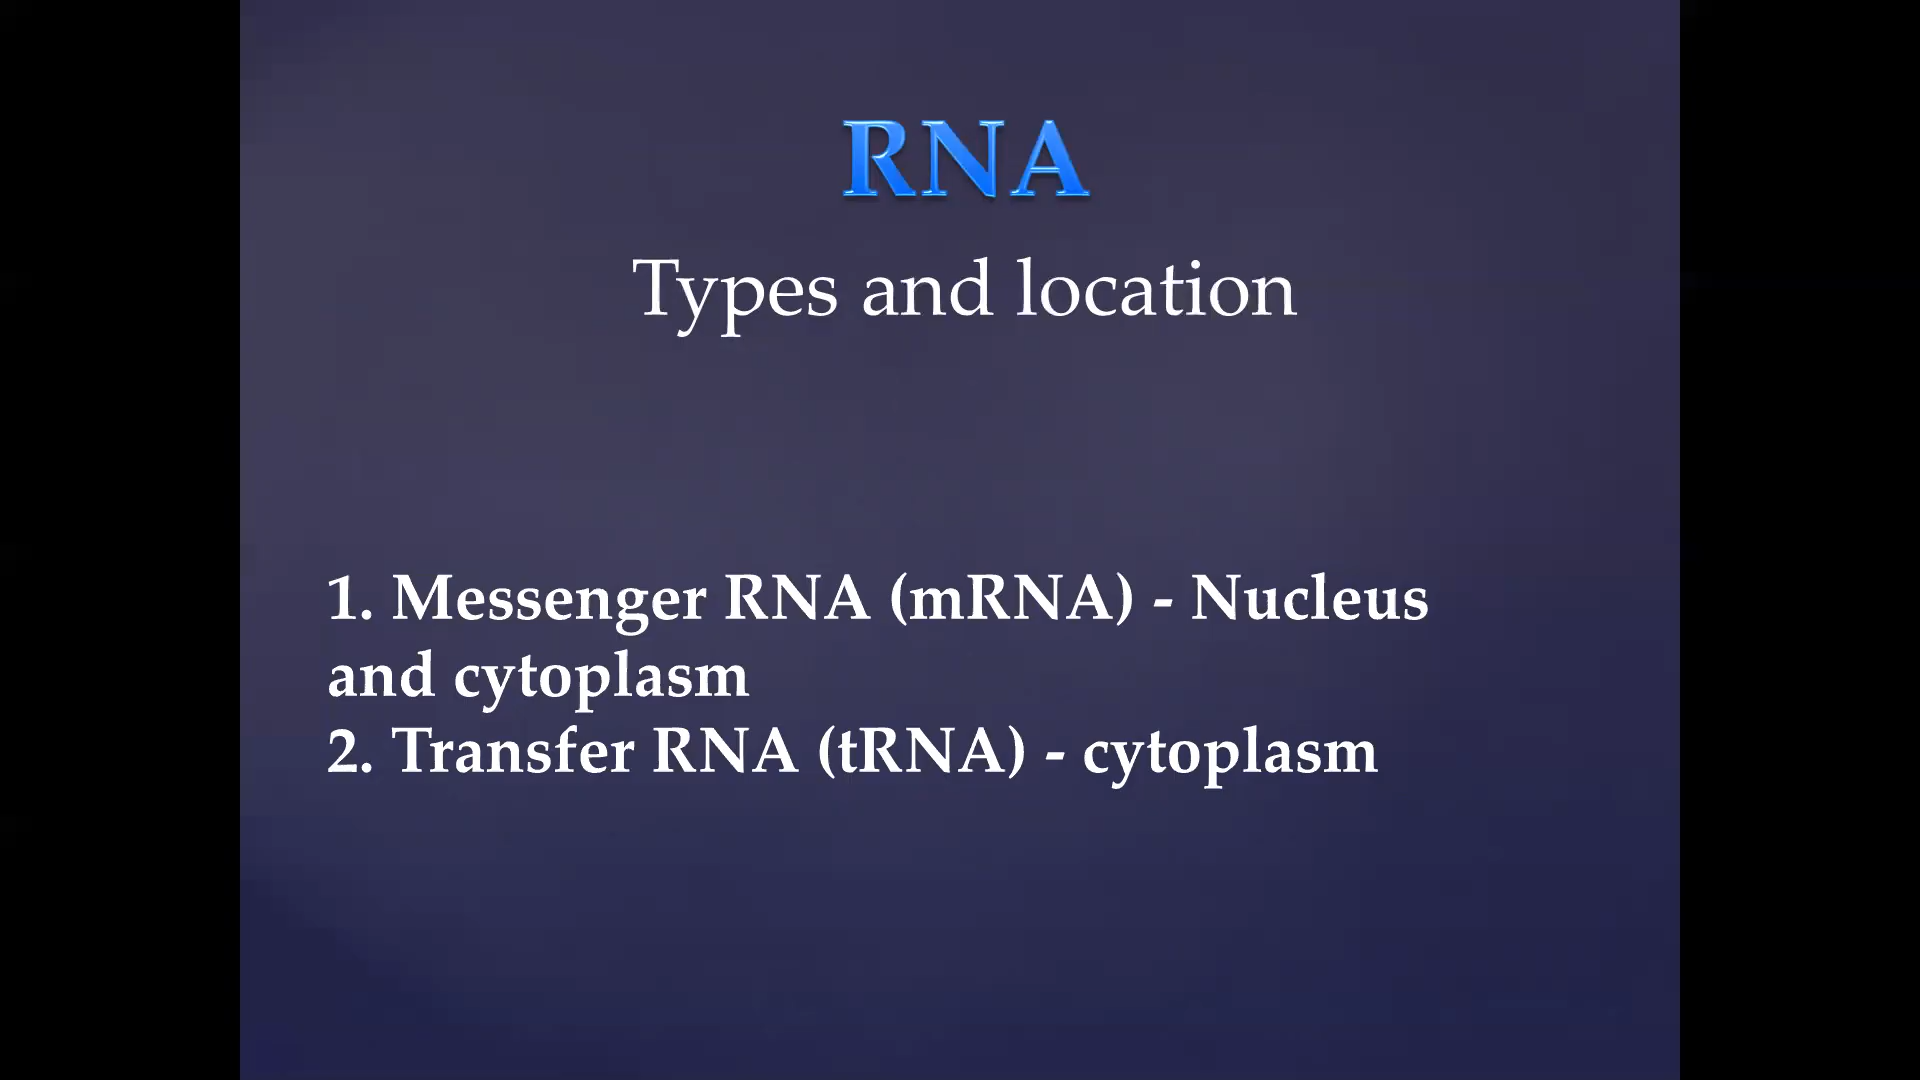 RNA
Types and location
1. Messenger RNA (mRNA) - Nucleus
and cytoplasm
2. Transfer RNA (tRNA) - cytoplasm